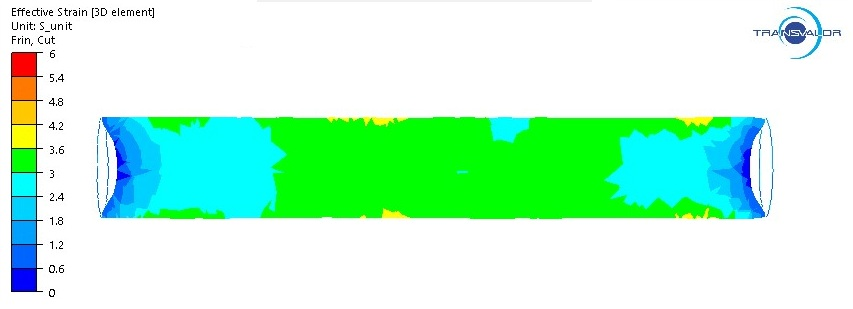 Effective Strain [3D element]
Unit: S_unit
Frin, Cut
6
5.4
4.8
4.2
3.6
3
2.4
1.8
1.2
0.6
0
TRANSVALOR